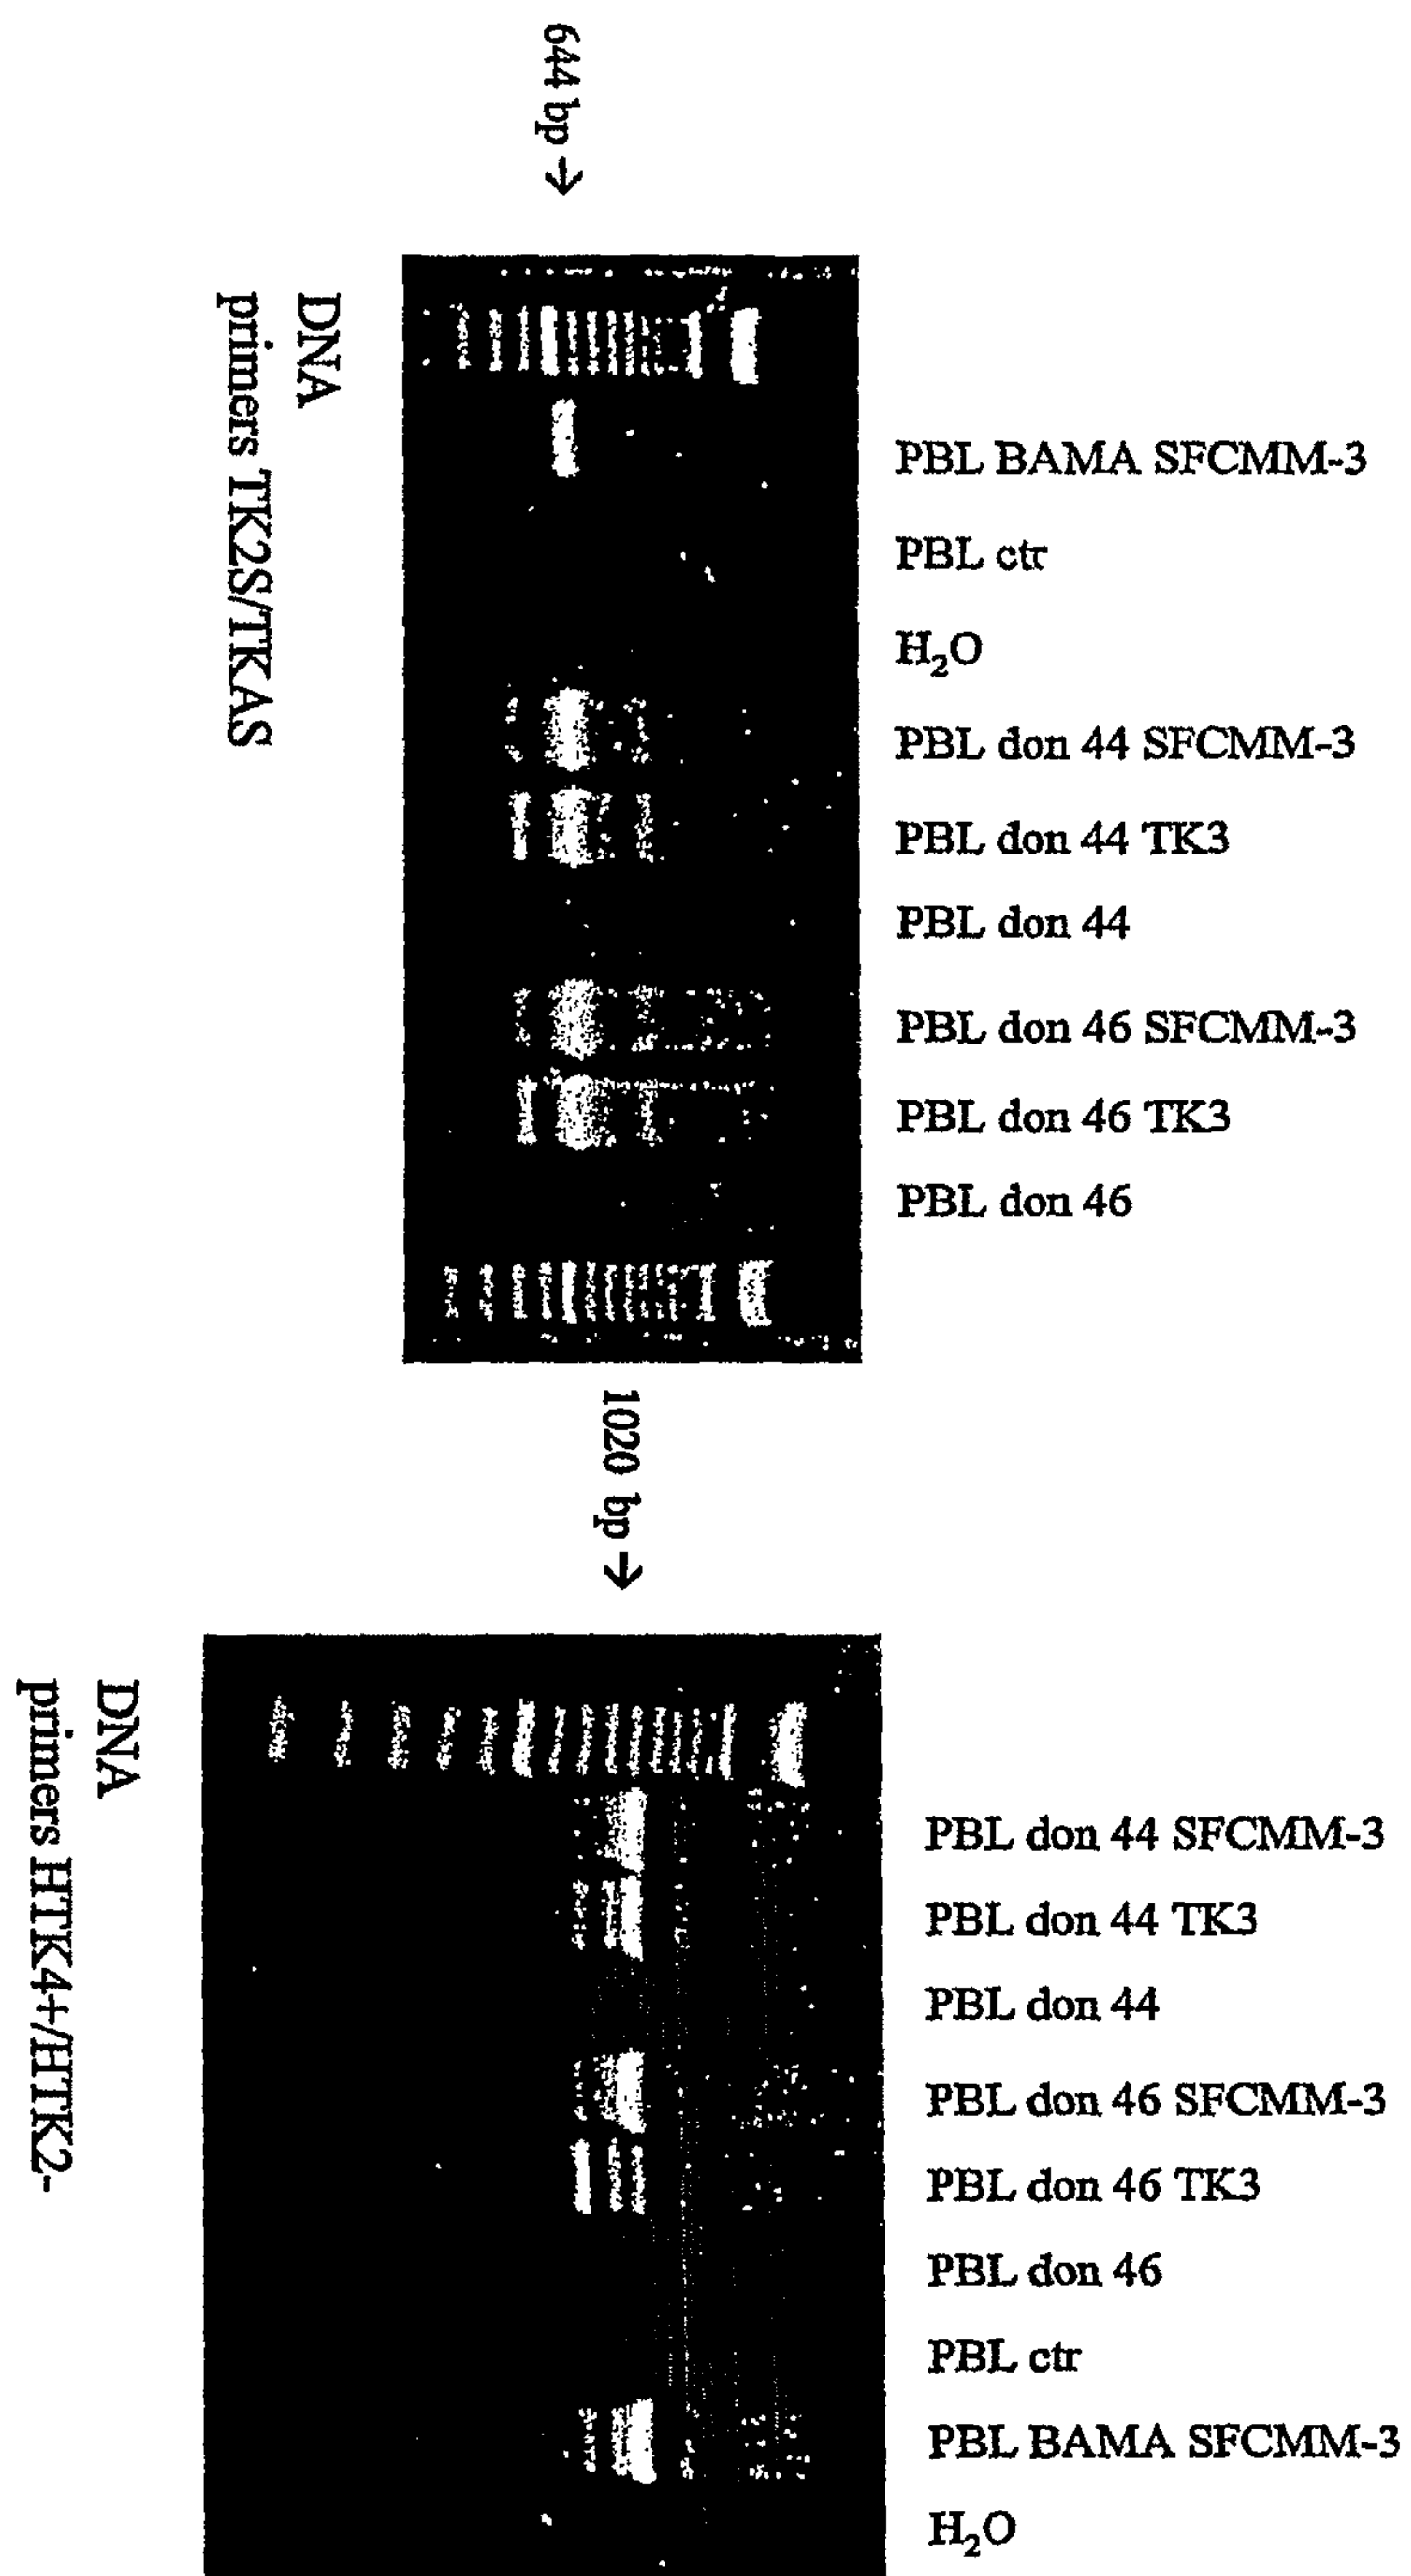 644 bp →
PBL BAMA SFCMM-3
PBL ctr
H₂O
PBL don 44 SFCMM-3
PBL don 44 TK3
PBL don 44
PBL don 46 SFCMM-3
PBL don 46 TK3
PBL don 46
DNA
primers TK2S/TKAS
1020 bp →
PBL don 44 SFCMM-3
PBL don 44 TK3
PBL don 44
PBL don 46 SFCMM-3
PBL don 46 TK3
PBL don 46
PBL ctr
PBL BAMA SFCMM-3
H₂O
DNA
primers HTK4+/HTK2-